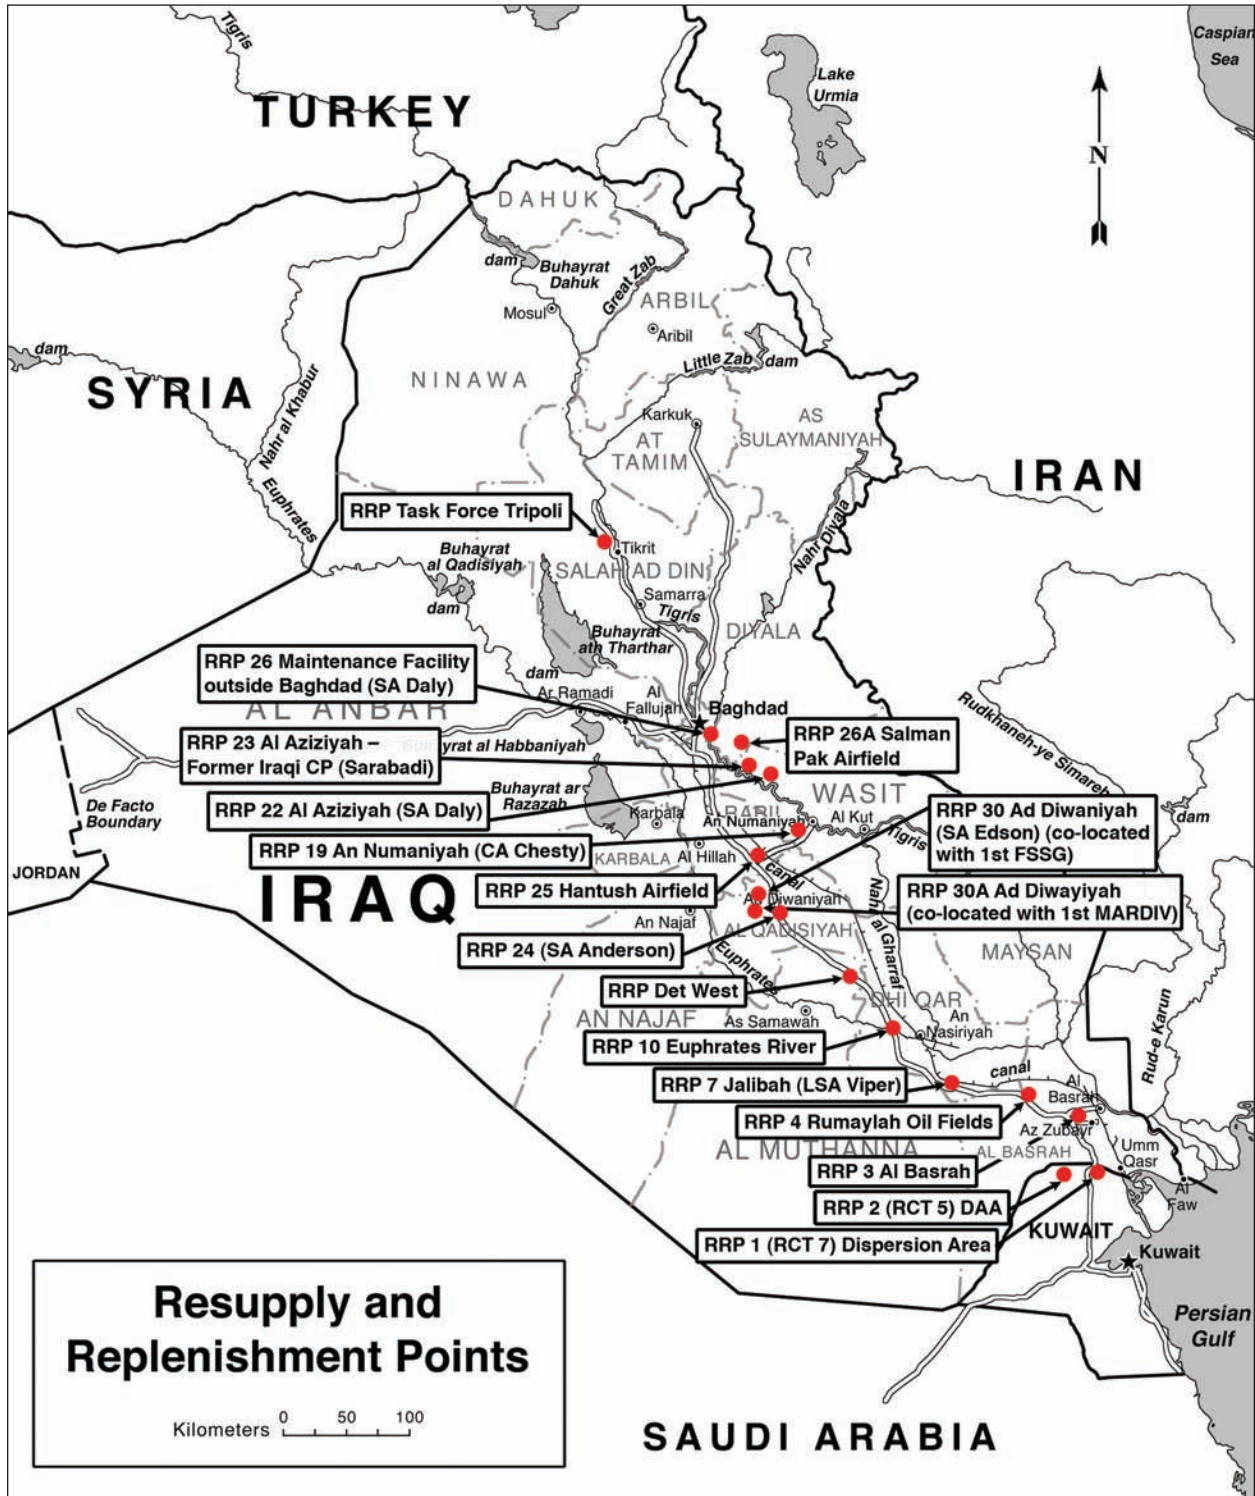 Tigris
Caspian
Sea
Lake
Urmia
TURKEY
N
DAHUK
dam
Buhayrat
Dahuk
Great Zab
Mosul
ARBIL
Aribil
Little Zab
dam
dam
SYRIA
Nahr al Khabur
Euphrates
NINAWA
Karkuk
AT
TAMIM
AS
SULAYMANIYAH
IRAN
Nahr Diyala
RRP Task Force Tripoli
Tikrit
Buhayrat
al Qadisiyah
dam
SALAH AD DIN
Samarra
Tigris
Buhayrat
ath Tharthar
DIYALA
dam
RRP 26 Maintenance Facility
outside Baghdad (SA Daly)
Ar Ramadi
Al
Fallujah
Baghdad
AL ANBAR
RRP 26A Salman
Pak Airfield
Rudkhaneh-ye Simareh
dam
RRP 23 Al Aziziyah –
Former Iraqi CP (Sarabadi)
Buhayrat al Habbaniyah
De Facto
Boundary
Buhayrat ar
Razazah
RRP 22 Al Aziziyah (SA Daly)
Karbala
BABIL
WASIT
An Numaniyah
Al Kut
Tigris
RRP 30 Ad Diwaniyah
(SA Edson) (co-located
with 1st FSSG)
RRP 19 An Numaniyah (CA Chesty)
KARBALA
Al Hillah
JORDAN
IRAQ
RRP 25 Hantush Airfield
canal
Ad Diwaniyah
Nahr al Gharraf
RRP 30A Ad Diwayiyah
(co-located with 1st MARDIV)
An Najaf
AL QADISIYAH
RRP 24 (SA Anderson)
Euphrates
MAYSAN
RRP Det West
DHI QAR
AN NAJAF
As Samawah
An
Nasiriyah
Rud-e Karun
RRP 10 Euphrates River
RRP 7 Jalibah (LSA Viper)
canal
Al
Basrah
RRP 4 Rumaylah Oil Fields
Az Zubayr
AL MUTHANNA
AL BASRAH
Umm
Qasr
RRP 3 Al Basrah
Al
Faw
RRP 2 (RCT 5) DAA
KUWAIT
RRP 1 (RCT 7) Dispersion Area
Kuwait
Persian
Gulf
Resupply and
Replenishment Points
Kilometers 0 50 100
SAUDI ARABIA